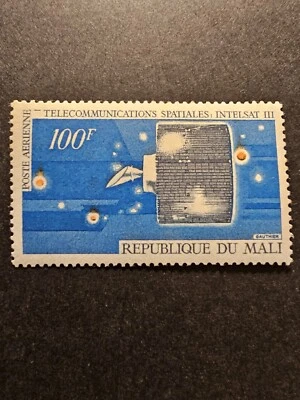 TELECOMMUNICATIONS SPATIALES: INTELSAT III
POSTE AERIENNE
100F
REPUBLIQUE DU MALI
GAUTHIER